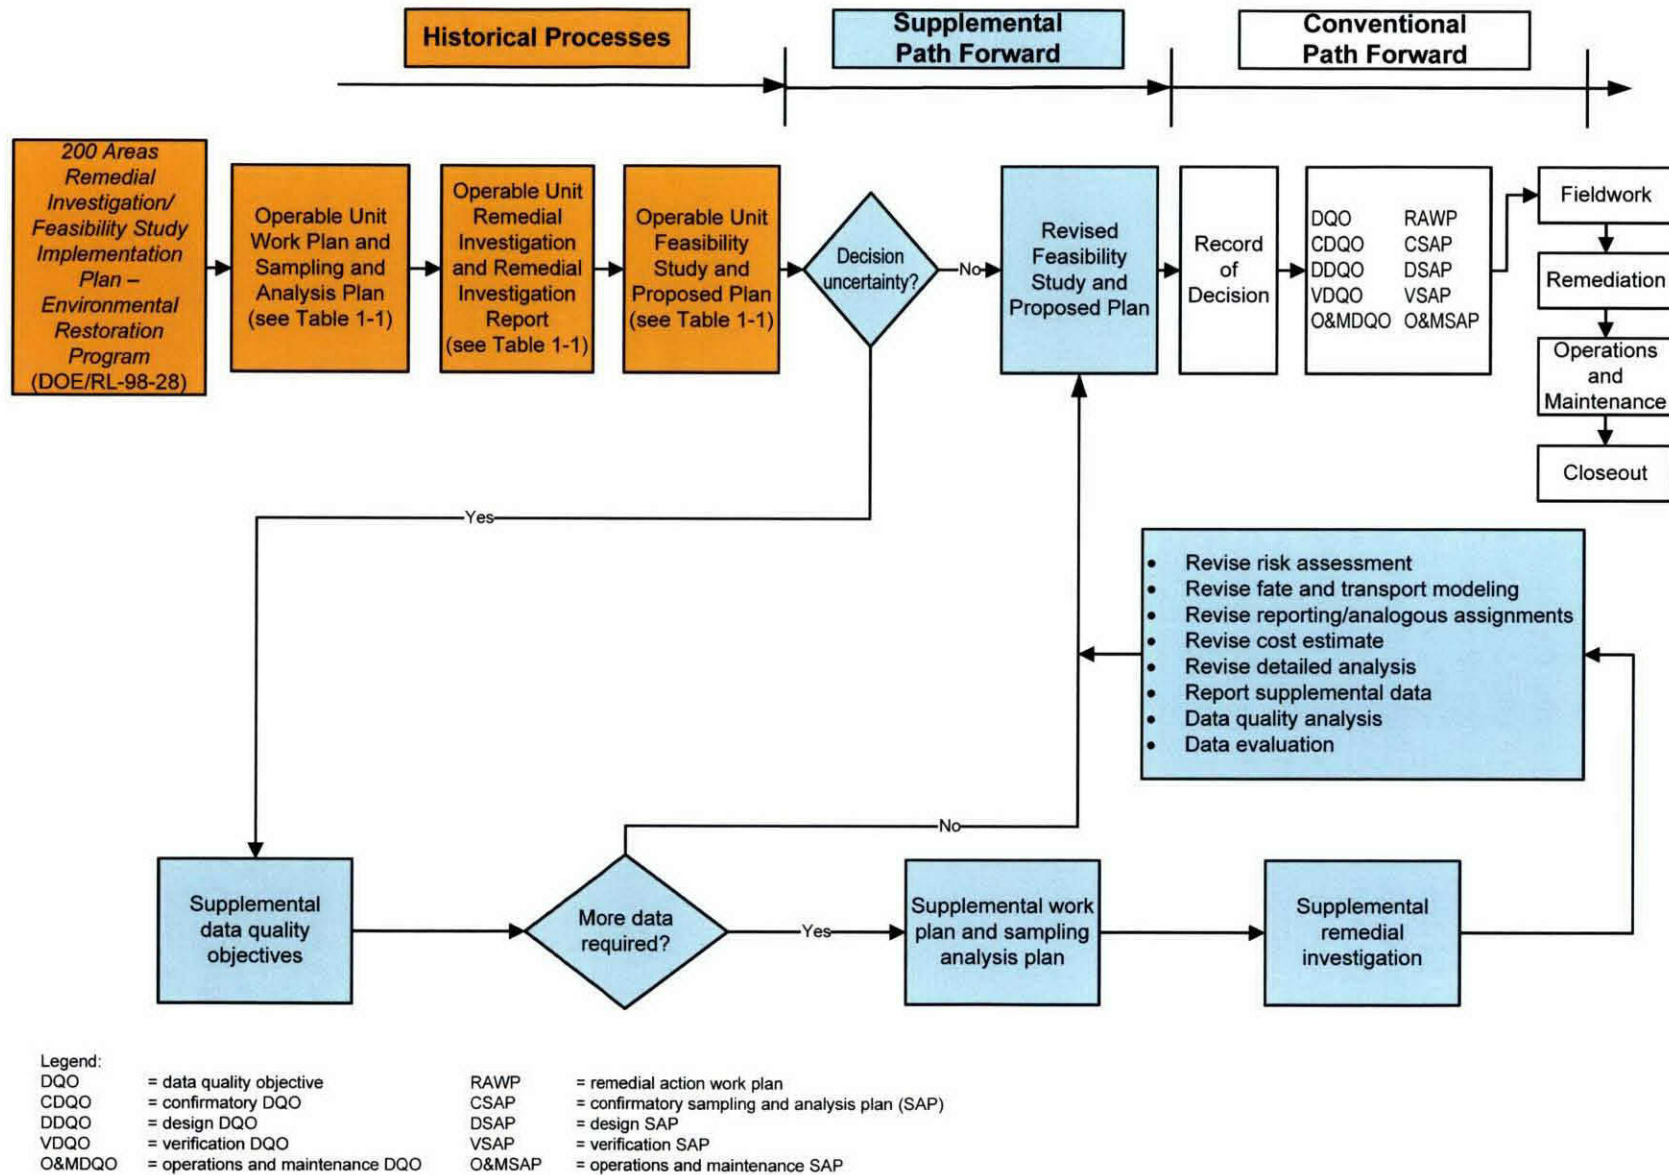 Historical Processes
Supplemental
Path Forward
Conventional
Path Forward
200 Areas
Remedial
Investigation/
Feasibility Study
Implementation
Plan –
Environmental
Restoration
Program
(DOE/RL-98-28)
Operable Unit
Work Plan and
Sampling and
Analysis Plan
(see Table 1-1)
Operable Unit
Remedial
Investigation
and Remedial
Investigation
Report
(see Table 1-1)
Operable Unit
Feasibility
Study and
Proposed Plan
(see Table 1-1)
Decision
uncertainty?
No
Revised
Feasibility
Study and
Proposed Plan
Record
of
Decision
DQO RAWP
CDQO CSAP
DDQO DSAP
VDQO VSAP
O&MDQO O&MSAP
Fieldwork
Remediation
Operations
and
Maintenance
Closeout
Yes
• Revise risk assessment
• Revise fate and transport modeling
• Revise reporting/analogous assignments
• Revise cost estimate
• Revise detailed analysis
• Report supplemental data
• Data quality analysis
• Data evaluation
No
Supplemental
data quality
objectives
More data
required?
Yes
Supplemental work
plan and sampling
analysis plan
Supplemental
remedial
investigation
Legend:
DQO = data quality objective RAWP = remedial action work plan
CDQO = confirmatory DQO CSAP = confirmatory sampling and analysis plan (SAP)
DDQO = design DQO DSAP = design SAP
VDQO = verification DQO VSAP = verification SAP
O&MDQO = operations and maintenance DQO O&MSAP = operations and maintenance SAP